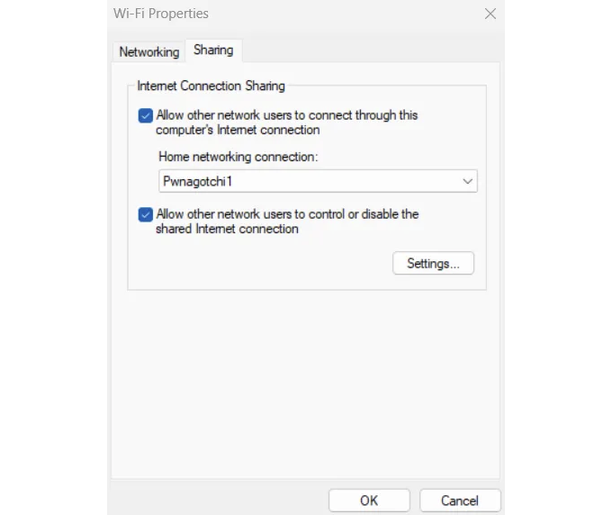 Wi-Fi Properties
Networking
Sharing
Internet Connection Sharing
Allow other network users to connect through this
computer's Internet connection
Home networking connection:
Pwnagotchi1
Allow other network users to control or disable the
shared Internet connection
Settings...
OK
Cancel